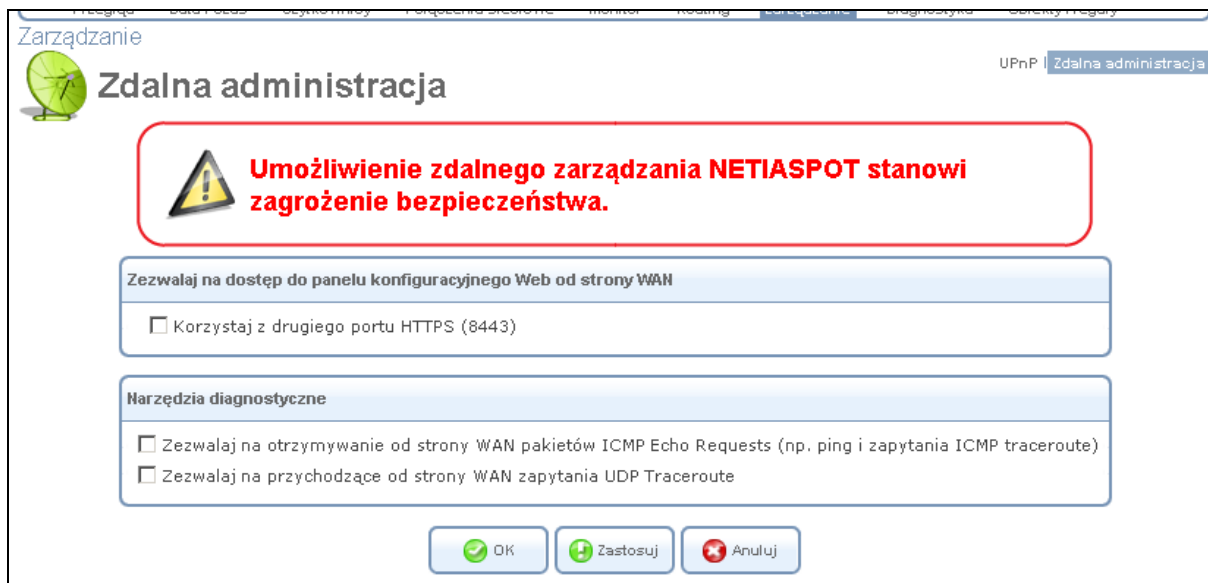 Zarządzanie
UPnP | Zdalna administracja
Zdalna administracja
Umożliwienie zdalnego zarządzania NETIASPOT stanowi
zagrożenie bezpieczeństwa.
Zezwalaj na dostęp do panelu konfiguracyjnego Web od strony WAN
Korzystaj z drugiego portu HTTPS (8443)
Narzędzia diagnostyczne
Zezwalaj na otrzymywanie od strony WAN pakietów ICMP Echo Requests (np. ping i zapytania ICMP traceroute)
Zezwalaj na przychodzące od strony WAN zapytania UDP Traceroute
OK Zastosuj Anuluj